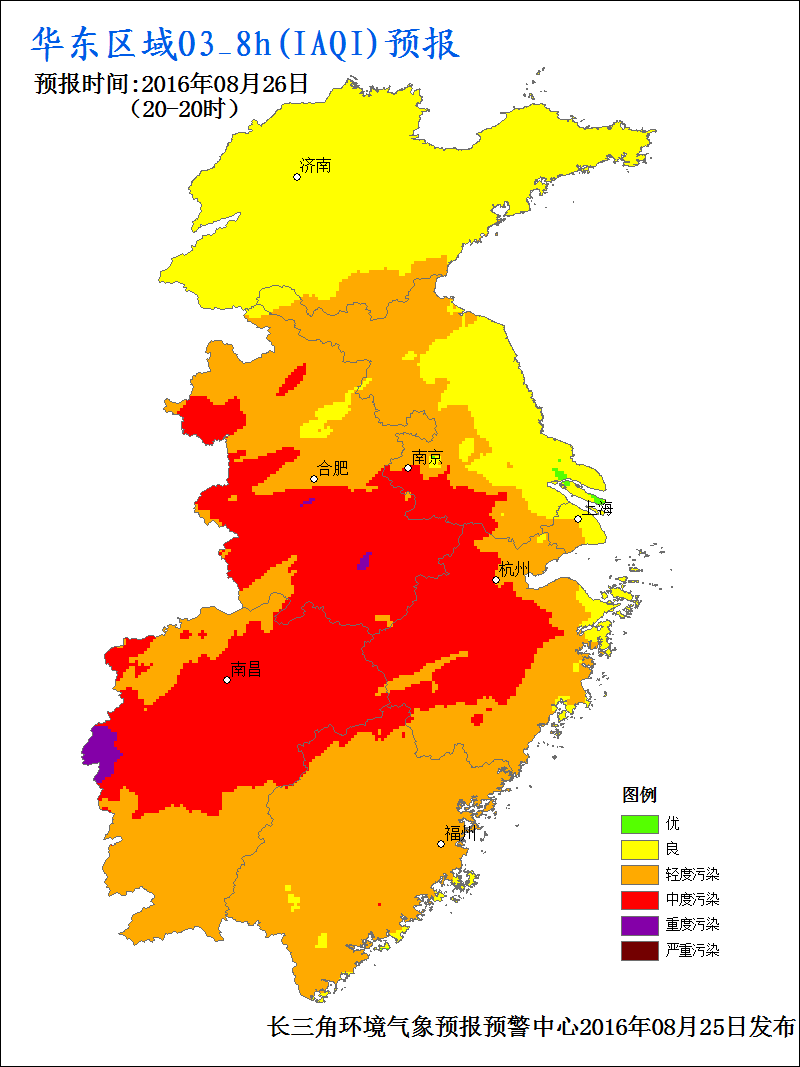 华东区域O3_8h(IAQI)预报
预报时间:2016年08月26日
(20-20时)
济南
南京
合肥
上海
杭州
南昌
福州
图例
优
良
轻度污染
中度污染
重度污染
严重污染
长三角环境气象预报预警中心2016年08月25日发布